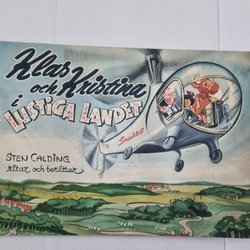 Klas
och Kristina
i LUSTIGA LANDET
STEN CALDING
ritar och berättar